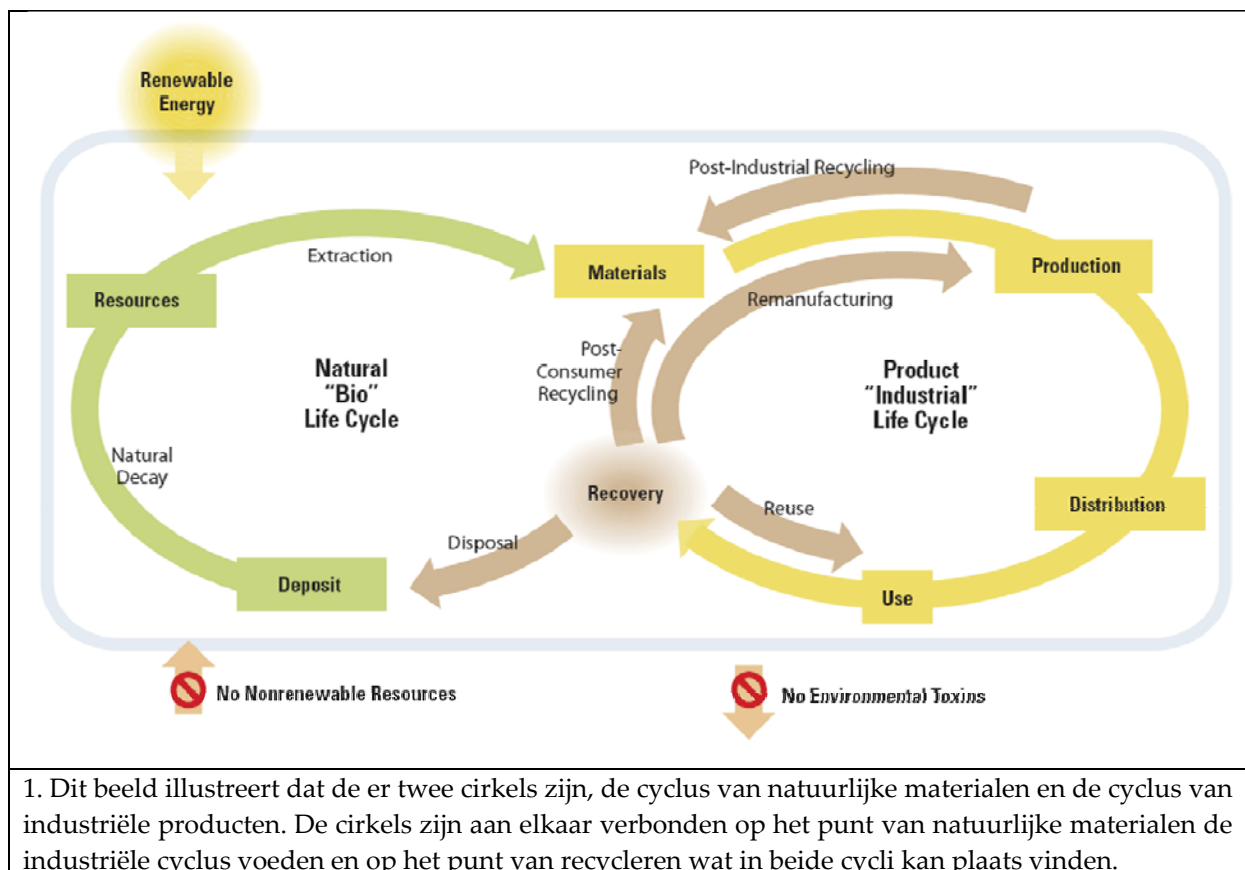 Renewable
Energy
Post-Industrial Recycling
Extraction
Materials
Production
Resources
Remanufacturing
Post-
Consumer
Recycling
Natural
"Bio"
Life Cycle
Product
"Industrial"
Life Cycle
Natural
Decay
Recovery
Reuse
Distribution
Disposal
Deposit
Use
No Nonrenewable Resources
No Environmental Toxins
1. Dit beeld illustreert dat de er twee cirkels zijn, de cyclus van natuurlijke materialen en de cyclus van
industriële producten. De cirkels zijn aan elkaar verbonden op het punt van natuurlijke materialen de
industriële cyclus voeden en op het punt van recycleren wat in beide cycli kan plaats vinden.